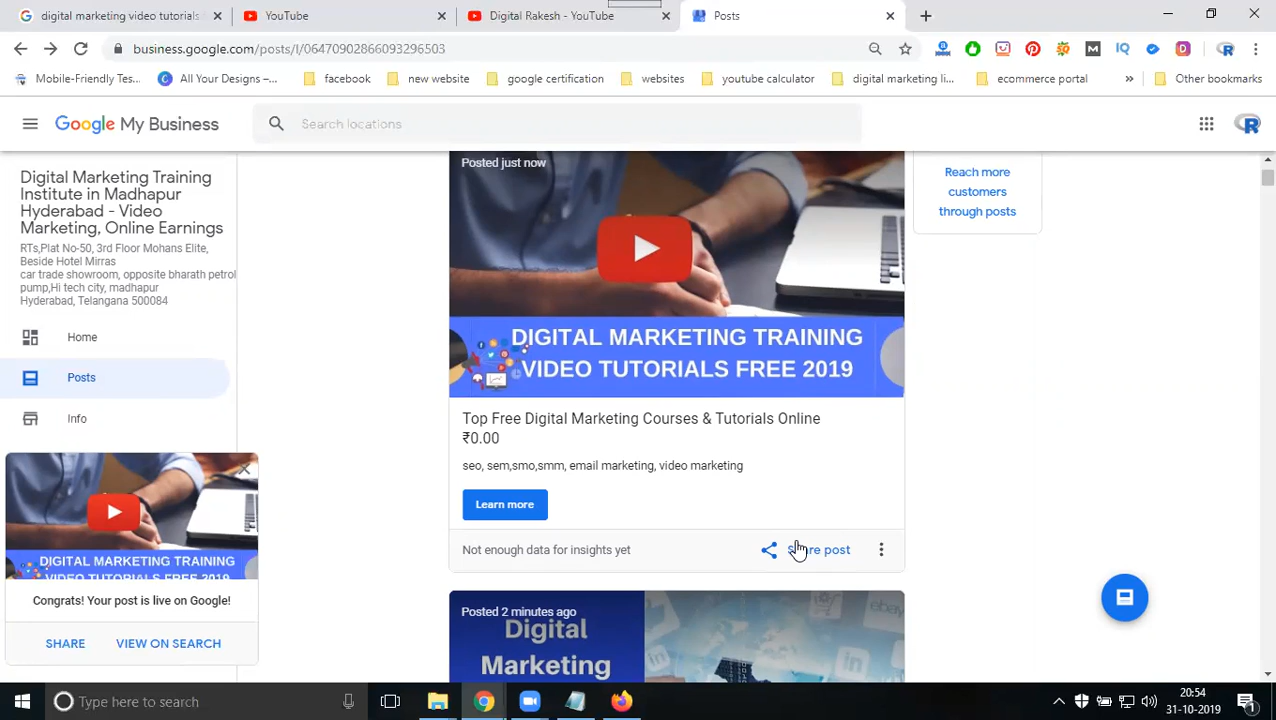 digital marketing video tutorials
YouTube
Digital Rakesh - YouTube
Posts
business.google.com/posts/l/06470902866093296503
Mobile-Friendly Tes...
All Your Designs –...
facebook
new website
google certification
websites
youtube calculator
digital marketing li...
ecommerce portal
Other bookmarks
Google My Business
Search locations
Digital Marketing Training
Institute in Madhapur
Hyderabad - Video
Marketing, Online Earnings
RTs,Plat No-50, 3rd Floor Mohans Elite,
Beside Hotel Mirras
car trade showroom, opposite bharath petrol
pump,Hi tech city, madhapur
Hyderabad, Telangana 500084
Home
Posts
Info
Posted just now
DIGITAL MARKETING TRAINING
VIDEO TUTORIALS FREE 2019
Top Free Digital Marketing Courses & Tutorials Online
₹0.00
seo, sem,smo,smm, email marketing, video marketing
Learn more
Not enough data for insights yet
Share post
Posted 2 minutes ago
Digital
Marketing
Reach more
customers
through posts
DIGITAL MARKETING TRAINING
VIDEO TUTORIALS FREE 2019
Congrats! Your post is live on Google!
SHARE
VIEW ON SEARCH
Type here to search
20:54
31-10-2019